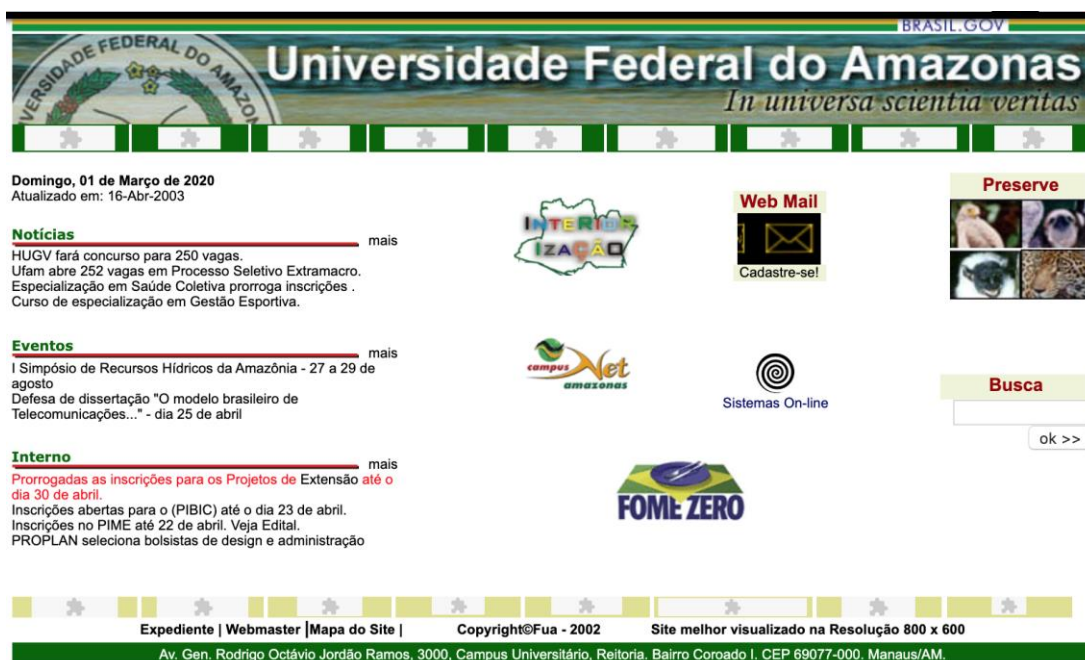 BRASIL.GOV
UNIVERSIDADE FEDERAL DO AMAZONAS
Universidade Federal do Amazonas
In universa scientia veritas
Domingo, 01 de Março de 2020
Atualizado em: 16-Abr-2003
Notícias
mais
HUGV fará concurso para 250 vagas.
Ufam abre 252 vagas em Processo Seletivo Extramacro.
Especialização em Saúde Coletiva prorroga inscrições .
Curso de especialização em Gestão Esportiva.
Eventos
mais
I Simpósio de Recursos Hídricos da Amazônia - 27 a 29 de
agosto
Defesa de dissertação "O modelo brasileiro de
Telecomunicações..." - dia 25 de abril
Interno
mais
Prorrogadas as inscrições para os Projetos de Extensão até o
dia 30 de abril.
Inscrições abertas para o (PIBIC) até o dia 23 de abril.
Inscrições no PIME até 22 de abril. Veja Edital.
PROPLAN seleciona bolsistas de design e administração
INTERIOR
IZAÇÃO
Web Mail
Cadastre-se!
campus Net
amazonas
Sistemas On-line
FOME ZERO
Preserve
Busca
ok >>
Expediente | Webmaster |Mapa do Site | Copyright©Fua - 2002 Site melhor visualizado na Resolução 800 x 600
Av. Gen. Rodrigo Octávio Jordão Ramos, 3000, Campus Universitário, Reitoria. Bairro Coroado I. CEP 69077-000. Manaus/AM.